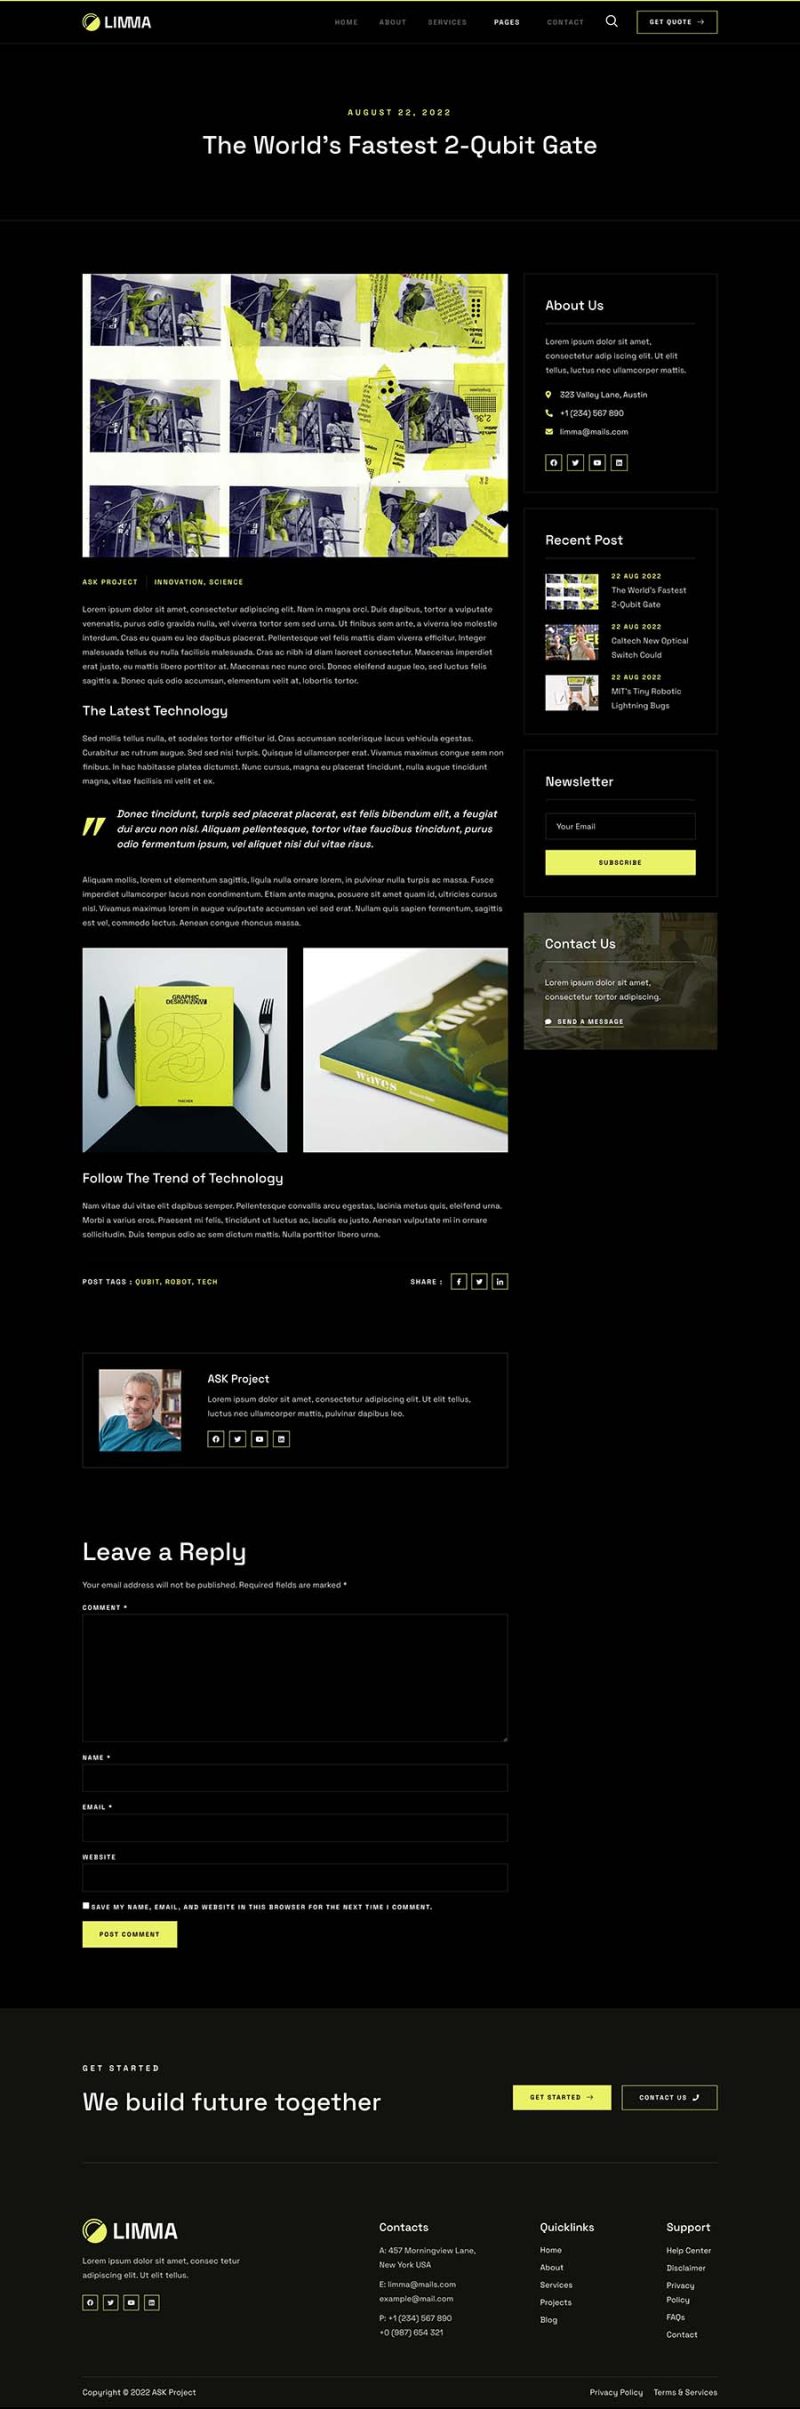 LIMMA
HOME ABOUT SERVICES PAGES CONTACT GET QUOTE
AUGUST 22, 2022
The World's Fastest 2-Qubit Gate
ASK PROJECT INNOVATION, SCIENCE
Lorem ipsum dolor sit amet, consectetur adipiscing elit. Nam in magna orci. Duis dapibus, tortor a vulputate
venenatis, purus odio gravida nulla, vel viverra tortor sem sed urna. Ut finibus sem ante, a viverra leo molestie
interdum. Cras eu quam eu leo dapibus placerat. Pellentesque vel felis mattis diam viverra efficitur. Integer
malesuada tellus eu nulla facilisis malesuada. Cras ac nibh id diam laoreet consectetur. Maecenas imperdiet
erat justo, eu mattis libero porttitor at. Maecenas nec nunc orci. Donec eleifend augue leo, sed luctus felis
sagittis a. Donec quis odio accumsan, elementum velit at, lobortis tortor.
The Latest Technology
Sed mollis tellus nulla, et sodales tortor efficitur id. Cras accumsan scelerisque lacus vehicula egestas.
Curabitur ac rutrum augue. Sed sed nisi turpis. Quisque id ullamcorper erat. Vivamus maximus congue sem non
finibus. In hac habitasse platea dictumst. Nunc cursus, magna eu placerat tincidunt, nulla augue tincidunt
magna, vitae facilisis mi velit et ex.
Donec tincidunt, turpis sed placerat placerat, est felis bibendum elit, a feugiat
dui arcu non nisl. Aliquam pellentesque, tortor vitae faucibus tincidunt, purus
odio fermentum ipsum, vel aliquet nisi dui vitae risus.
Aliquam mollis, lorem ut elementum sagittis, ligula nulla ornare lorem, in pulvinar nulla turpis ac massa. Fusce
imperdiet ullamcorper lacus non condimentum. Etiam ante magna, posuere sit amet quam id, ultricies cursus
nisl. Vivamus maximus lorem in augue vulputate accumsan vel sed erat. Nullam quis sapien fermentum, sagittis
est vel, commodo lectus. Aenean congue rhoncus massa.
GRAPHIC
DESIGN NOW
TASCHEN
waves
waves
Follow The Trend of Technology
Nam vitae dui vitae elit dapibus semper. Pellentesque convallis arcu egestas, lacinia metus quis, eleifend urna.
Morbi a varius eros. Praesent mi felis, tincidunt ut luctus ac, iaculis eu justo. Aenean vulputate mi in ornare
sollicitudin. Duis tempus odio ac sem dictum mattis. Nulla porttitor libero urna.
POST TAGS : QUBIT, ROBOT, TECH
SHARE :
ASK Project
Lorem ipsum dolor sit amet, consectetur adipiscing elit. Ut elit tellus,
luctus nec ullamcorper mattis, pulvinar dapibus leo.
Leave a Reply
Your email address will not be published. Required fields are marked *
COMMENT *
NAME *
EMAIL *
WEBSITE
SAVE MY NAME, EMAIL, AND WEBSITE IN THIS BROWSER FOR THE NEXT TIME I COMMENT.
POST COMMENT
About Us
Lorem ipsum dolor sit amet,
consectetur adip iscing elit. Ut elit
tellus, luctus nec ullamcorper mattis.
323 Valley Lane, Austin
+1 (234) 567 890
limma@mails.com
Recent Post
22 AUG 2022
The World's Fastest
2-Qubit Gate
22 AUG 2022
Caltech New Optical
Switch Could
22 AUG 2022
MIT's Tiny Robotic
Lightning Bugs
Newsletter
Your Email
SUBSCRIBE
Contact Us
Lorem ipsum dolor sit amet,
consectetur tortor adipiscing.
SEND A MESSAGE
GET STARTED
We build future together
GET STARTED
CONTACT US
LIMMA
Lorem ipsum dolor sit amet, consec tetur
adipiscing elit. Ut elit tellus.
Contacts
A: 457 Morningview Lane,
New York USA
E: limma@mails.com
example@mail.com
P: +1 (234) 567 890
+0 (987) 654 321
Quicklinks
Home
About
Services
Projects
Blog
Support
Help Center
Disclaimer
Privacy
Policy
FAQs
Contact
Copyright © 2022 ASK Project
Privacy Policy Terms & Services